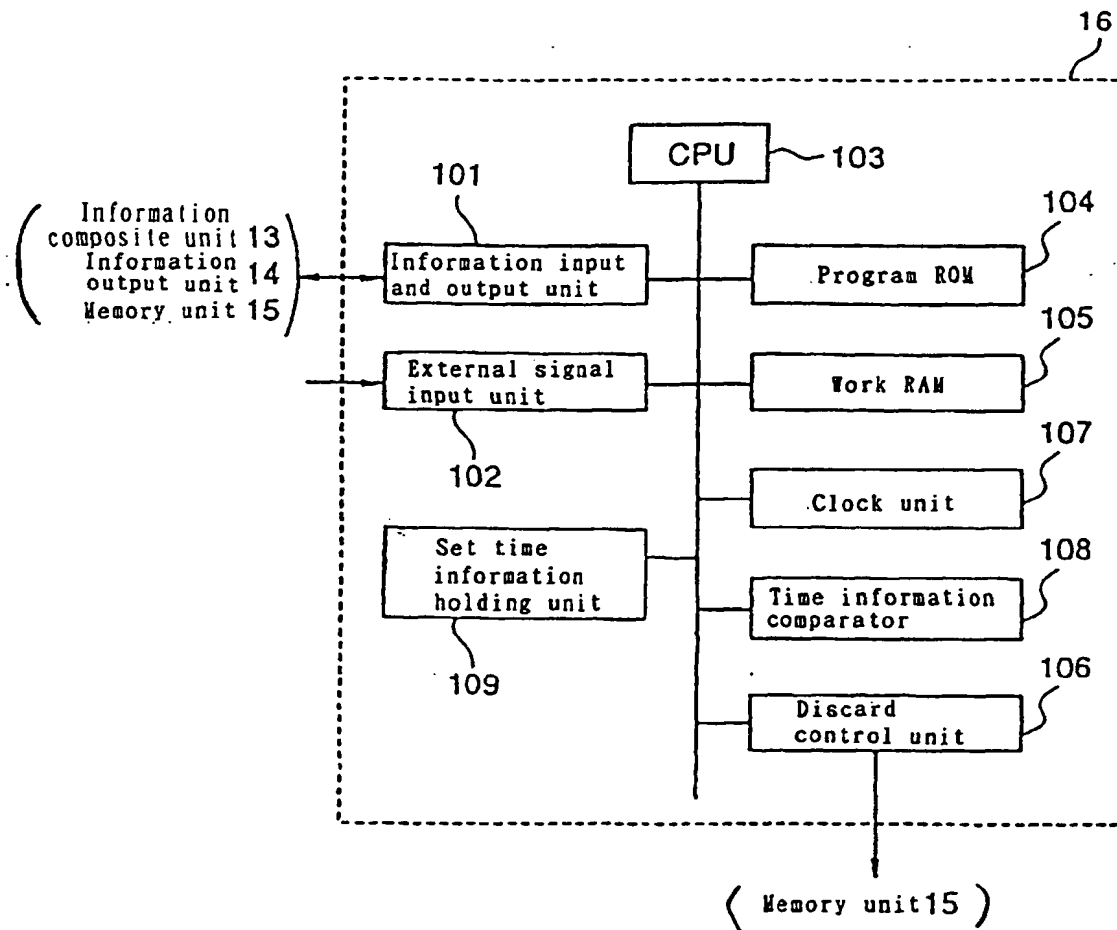 16
CPU
103
101
104
Information
composite unit 13
Information
output unit 14
Memory unit 15
Information input
and output unit
Program ROM
105
External signal
input unit
Work RAM
102
107
Clock unit
Set time
information
holding unit
108
Time information
comparator
109
106
Discard
control unit
Memory unit 15